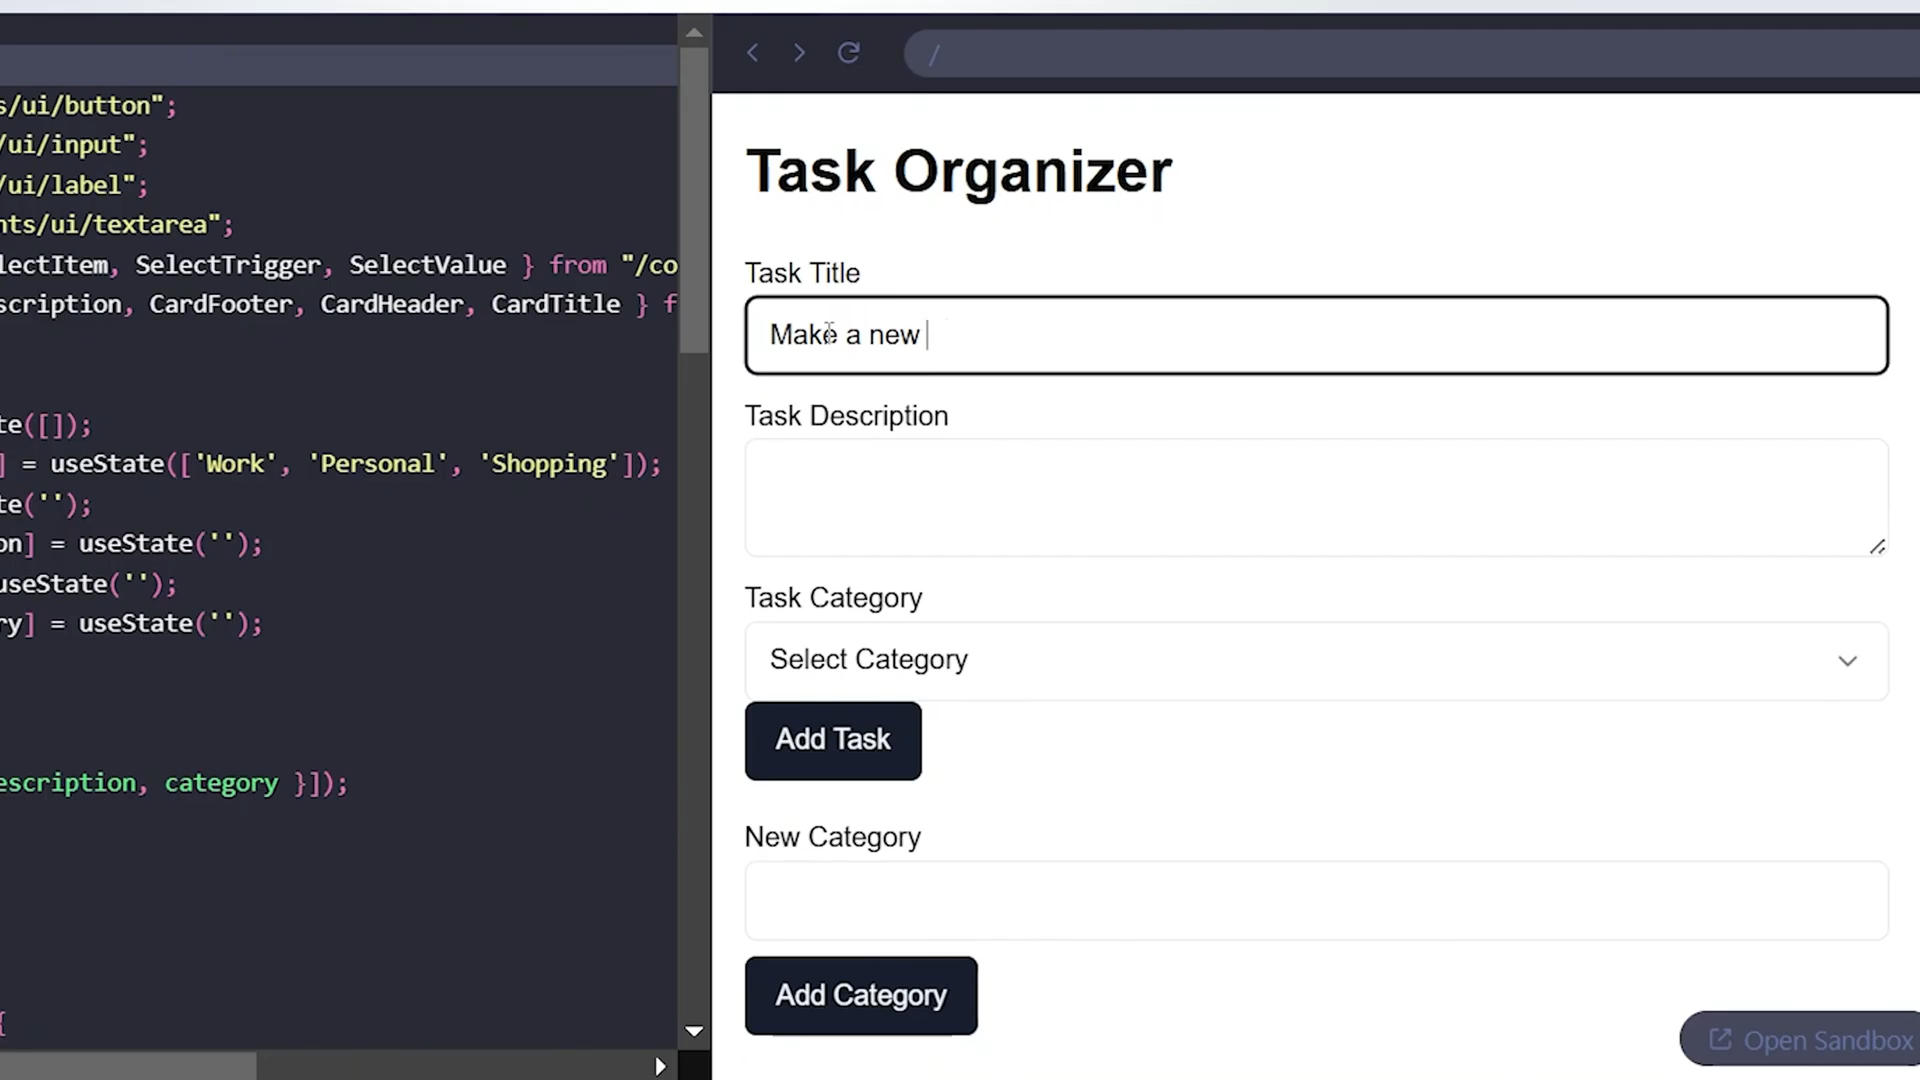 s/ui/button";
/ui/input";
/ui/label";
nts/ui/textarea";
lectItem, SelectTrigger, SelectValue } from "/co
scription, CardFooter, CardHeader, CardTitle } f
te([]);
] = useState(['Work', 'Personal', 'Shopping']);
te('');
on] = useState('');
useState('');
ry] = useState('');
escription, category }]);
{
/
Task Organizer
Task Title
Make a new
Task Description
Task Category
Select Category
Add Task
New Category
Add Category
Open Sandbox